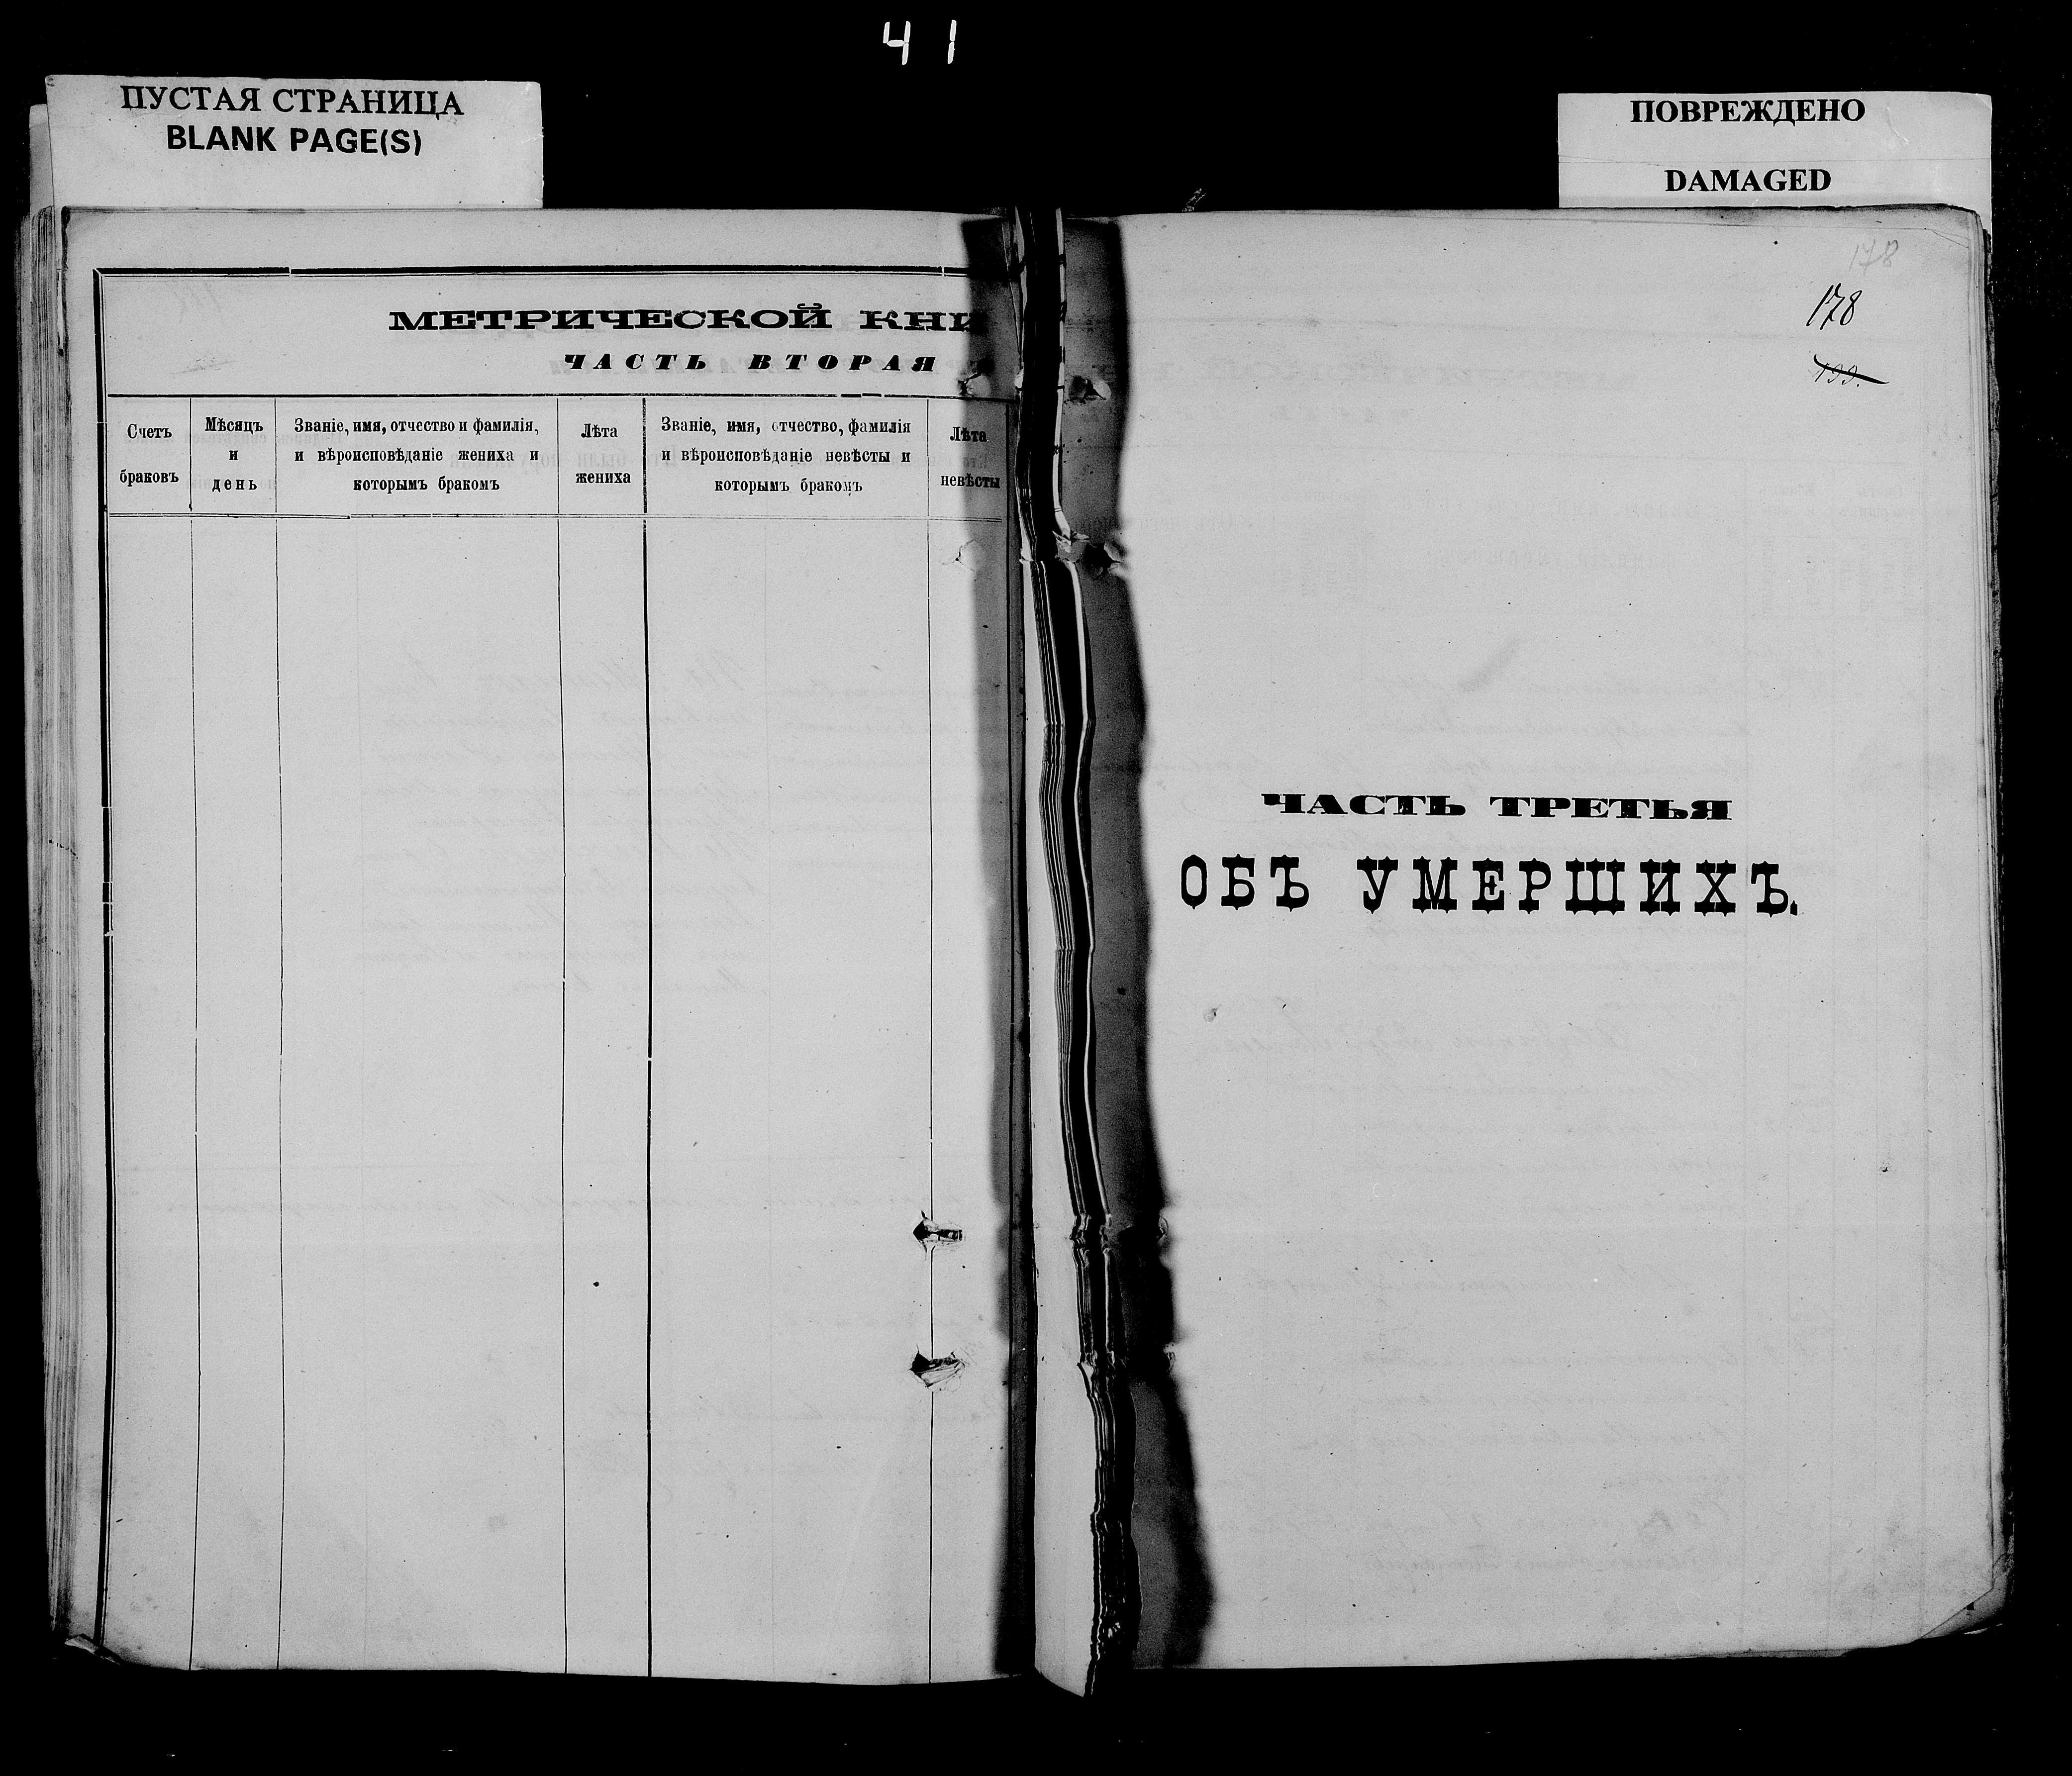 41
ПУСТАЯ СТРАНИЦА
BLANK PAGE(S)
ПОВРЕЖДЕНО
DAMAGED
МЕТРИЧЕСКОЙ КНИ
ЧАСТЬ ВТОРАЯ
Счетъ
браковъ
Мѣсяцъ
и
день
Званіе, имя, отчество и фамилія,
и вѣроисповѣданіе жениха и
которымъ бракомъ
Лѣта
жениха
Званіе, имя, отчество, фамилія
и вѣроисповѣданіе невѣсты и
которымъ бракомъ
Лѣта
невѣсты
178
178
ЧАСТЬ ТРЕТЬЯ
ОБЪ УМЕРШИХЪ.